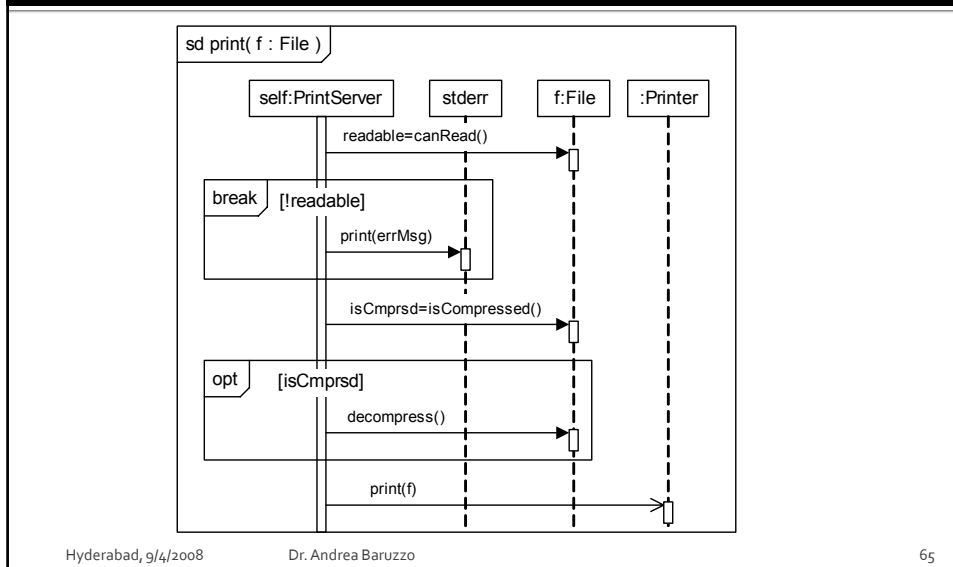 sd print( f : File )
self:PrintServer
stderr
f:File
:Printer
readable=canRead()
break
[!readable]
print(errMsg)
isCmprsd=isCompressed()
opt
[isCmprsd]
decompress()
print(f)
Hyderabad, 9/4/2008
Dr. Andrea Baruzzo
65